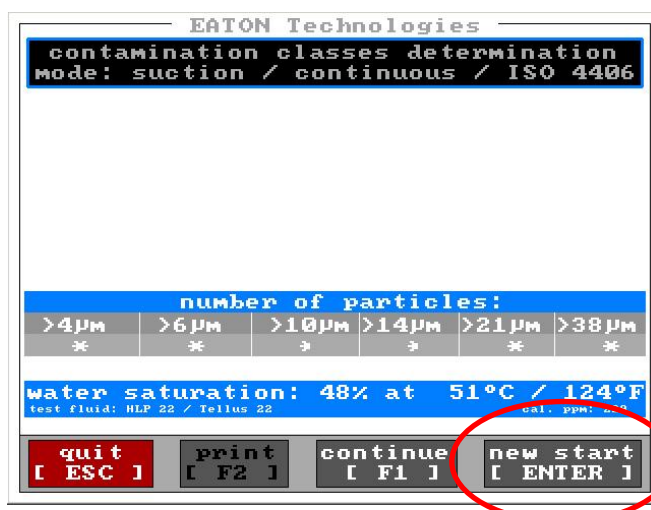 EATON Technologies
contamination classes determination
mode: suction / continuous / ISO 4406
number of particles:
>4µm >6µm >10µm >14µm >21µm >38µm
* * * * * *
water saturation: 48% at 51°C / 124°F
test fluid: HLP 22 / Tellus 22 cal. ppm:
quit print continue new start
[ ESC ] [ F2 ] [ F1 ] [ ENTER ]